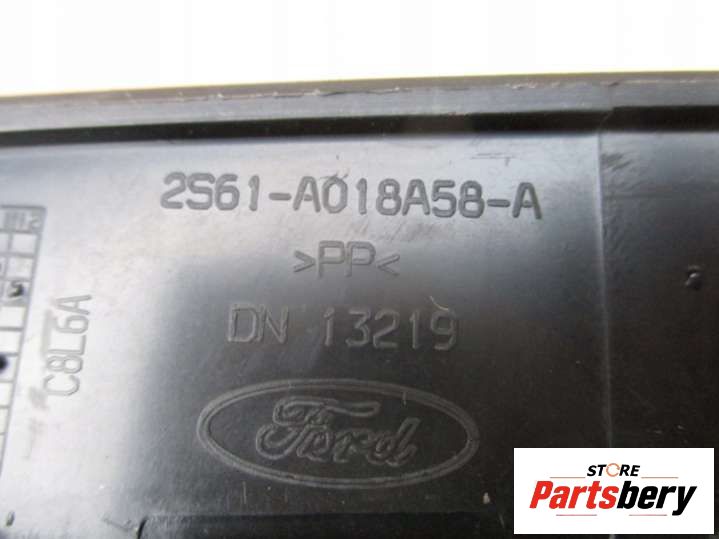 2S61-A018A58-A
>PP<
DN 13219
C8L6A
Ford
STORE
Partsbery